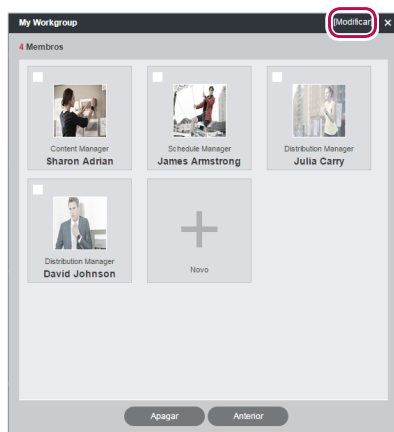 My Workgroup [Modificar] ×
4 Membros
Content Manager
Sharon Adrian
Schedule Manager
James Armstrong
Distribution Manager
Julia Carry
Distribution Manager
David Johnson
Novo
Apagar Anterior